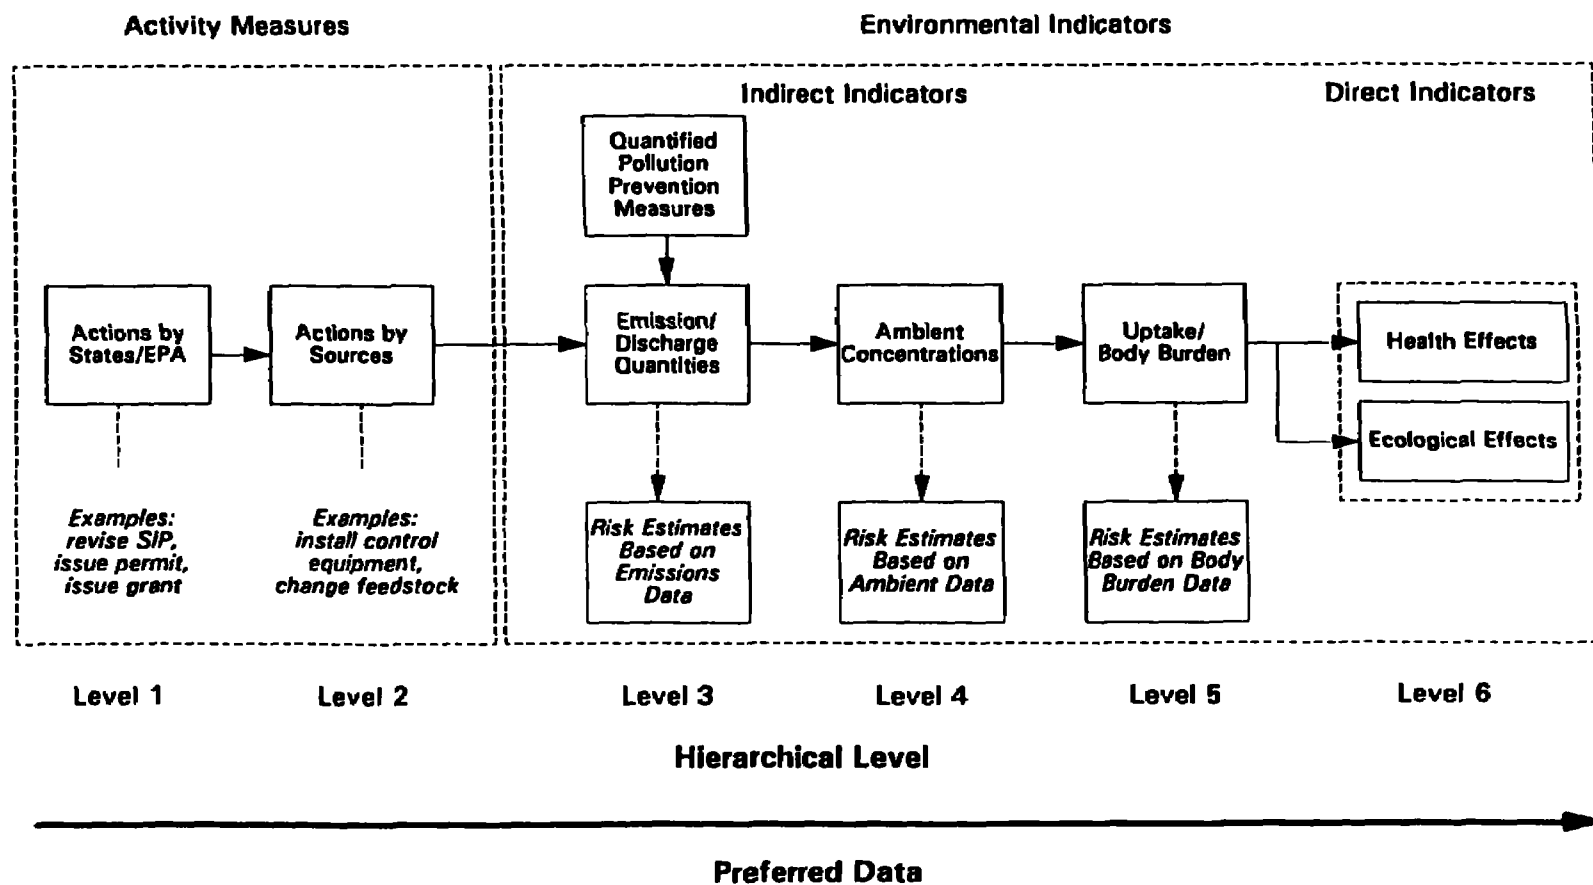 Activity Measures
Environmental Indicators
Indirect Indicators
Direct Indicators
Quantified
Pollution
Prevention
Measures
Actions by
States/EPA
Actions by
Sources
Emission/
Discharge
Quantities
Ambient
Concentrations
Uptake/
Body Burden
Health Effects
Ecological Effects
Examples:
revise SIP,
issue permit,
issue grant
Examples:
install control
equipment,
change feedstock
Risk Estimates
Based on
Emissions
Data
Risk Estimates
Based on
Ambient Data
Risk Estimates
Based on Body
Burden Data
Level 1
Level 2
Level 3
Level 4
Level 5
Level 6
Hierarchical Level
Preferred Data